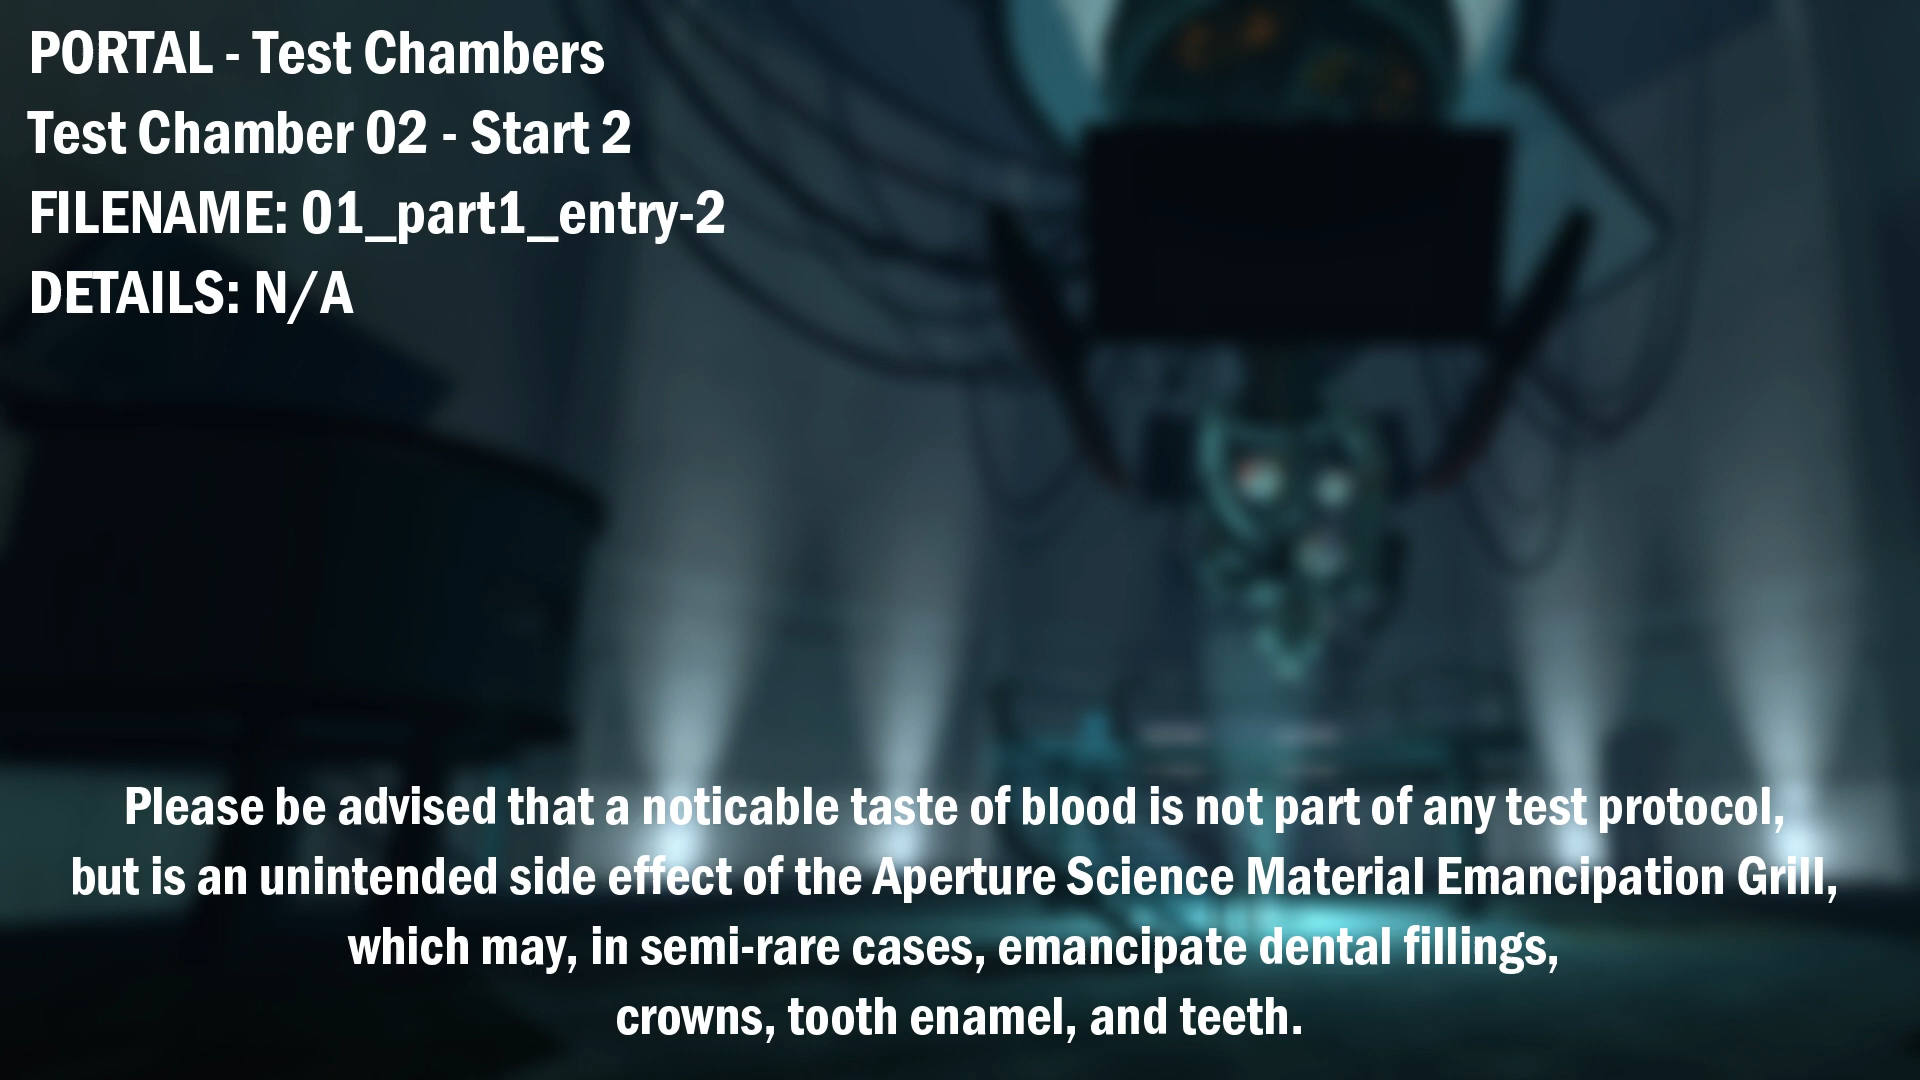 PORTAL - Test Chambers
Test Chamber 02 - Start 2
FILENAME: 01_part1_entry-2
DETAILS: N/A
Please be advised that a noticable taste of blood is not part of any test protocol,
but is an unintended side effect of the Aperture Science Material Emancipation Grill,
which may, in semi-rare cases, emancipate dental fillings,
crowns, tooth enamel, and teeth.